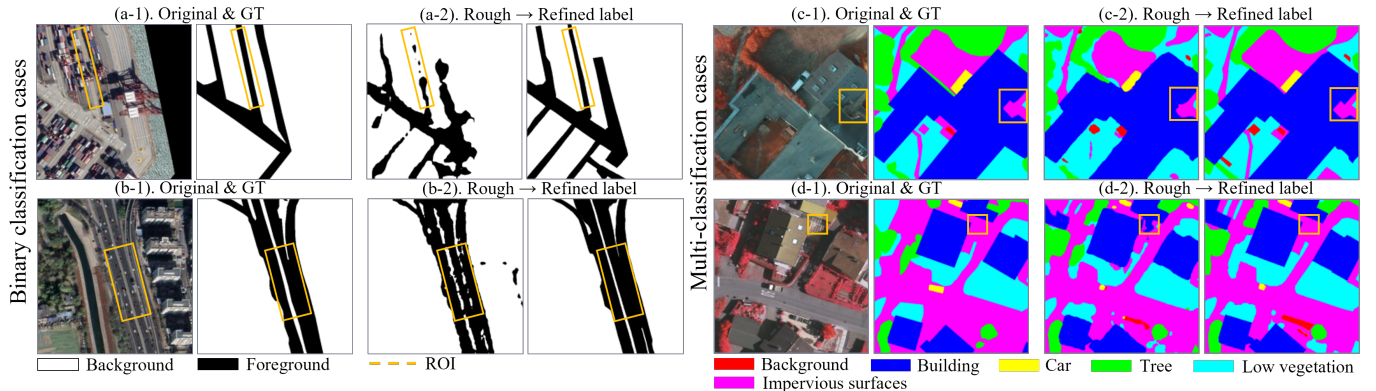 (a-1). Original & GT
(a-2). Rough → Refined label
(c-1). Original & GT
(c-2). Rough → Refined label
Binary classification cases
Multi-classification cases
(b-1). Original & GT
(b-2). Rough → Refined label
(d-1). Original & GT
(d-2). Rough → Refined label
Background
Foreground
ROI
Background
Building
Car
Tree
Low vegetation
Impervious surfaces